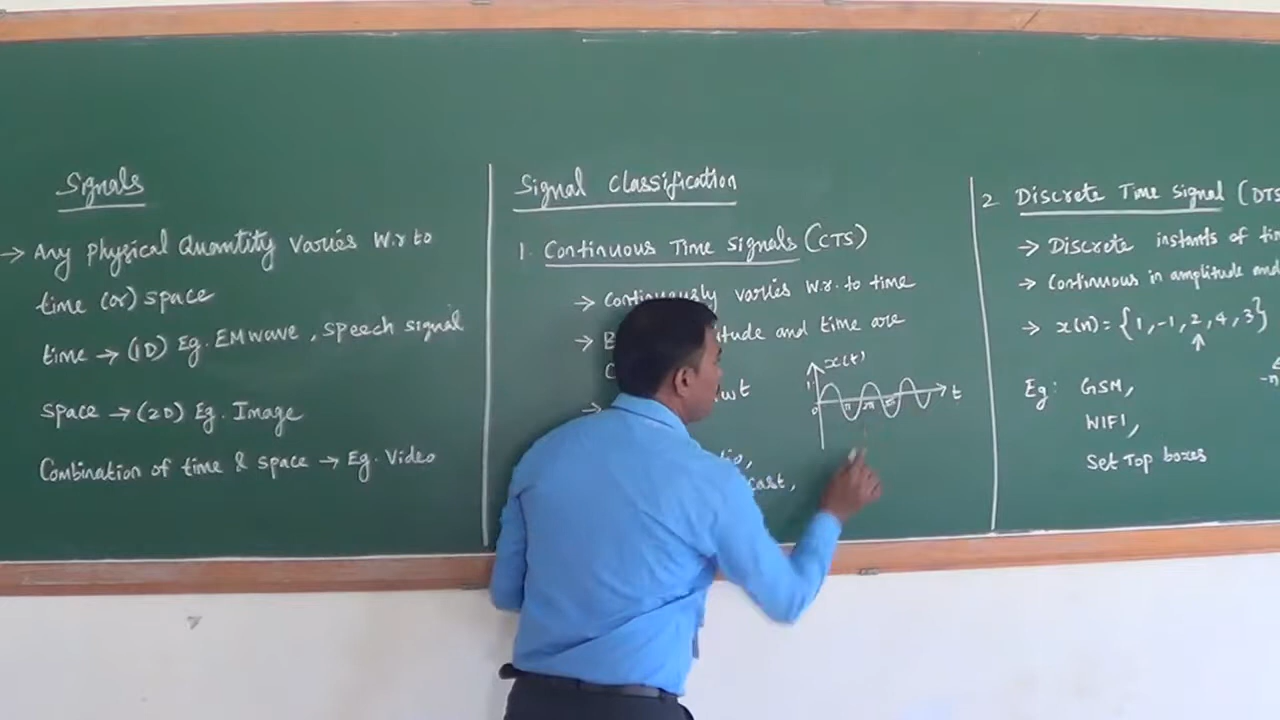 Signals
→ Any physical Quantity varies w.r to
time (or) space
time → (1D) Eg. EM wave, speech signal
space → (2D) Eg. Image
Combination of time & space → Eg. Video
Signal Classification
1. Continuous Time signals (CTS)
→ Continuously varies w.r. to time
and time are
x(t)
1
0 π 2π 3π t
2 Discrete Time signal (DTS
→ Discrete instants of
→ Continuous in amplitude and
→ x(n) = {1, -1, 2, 4, 3}
↑
Eg: GSM,
WIFI,
Set Top boxes